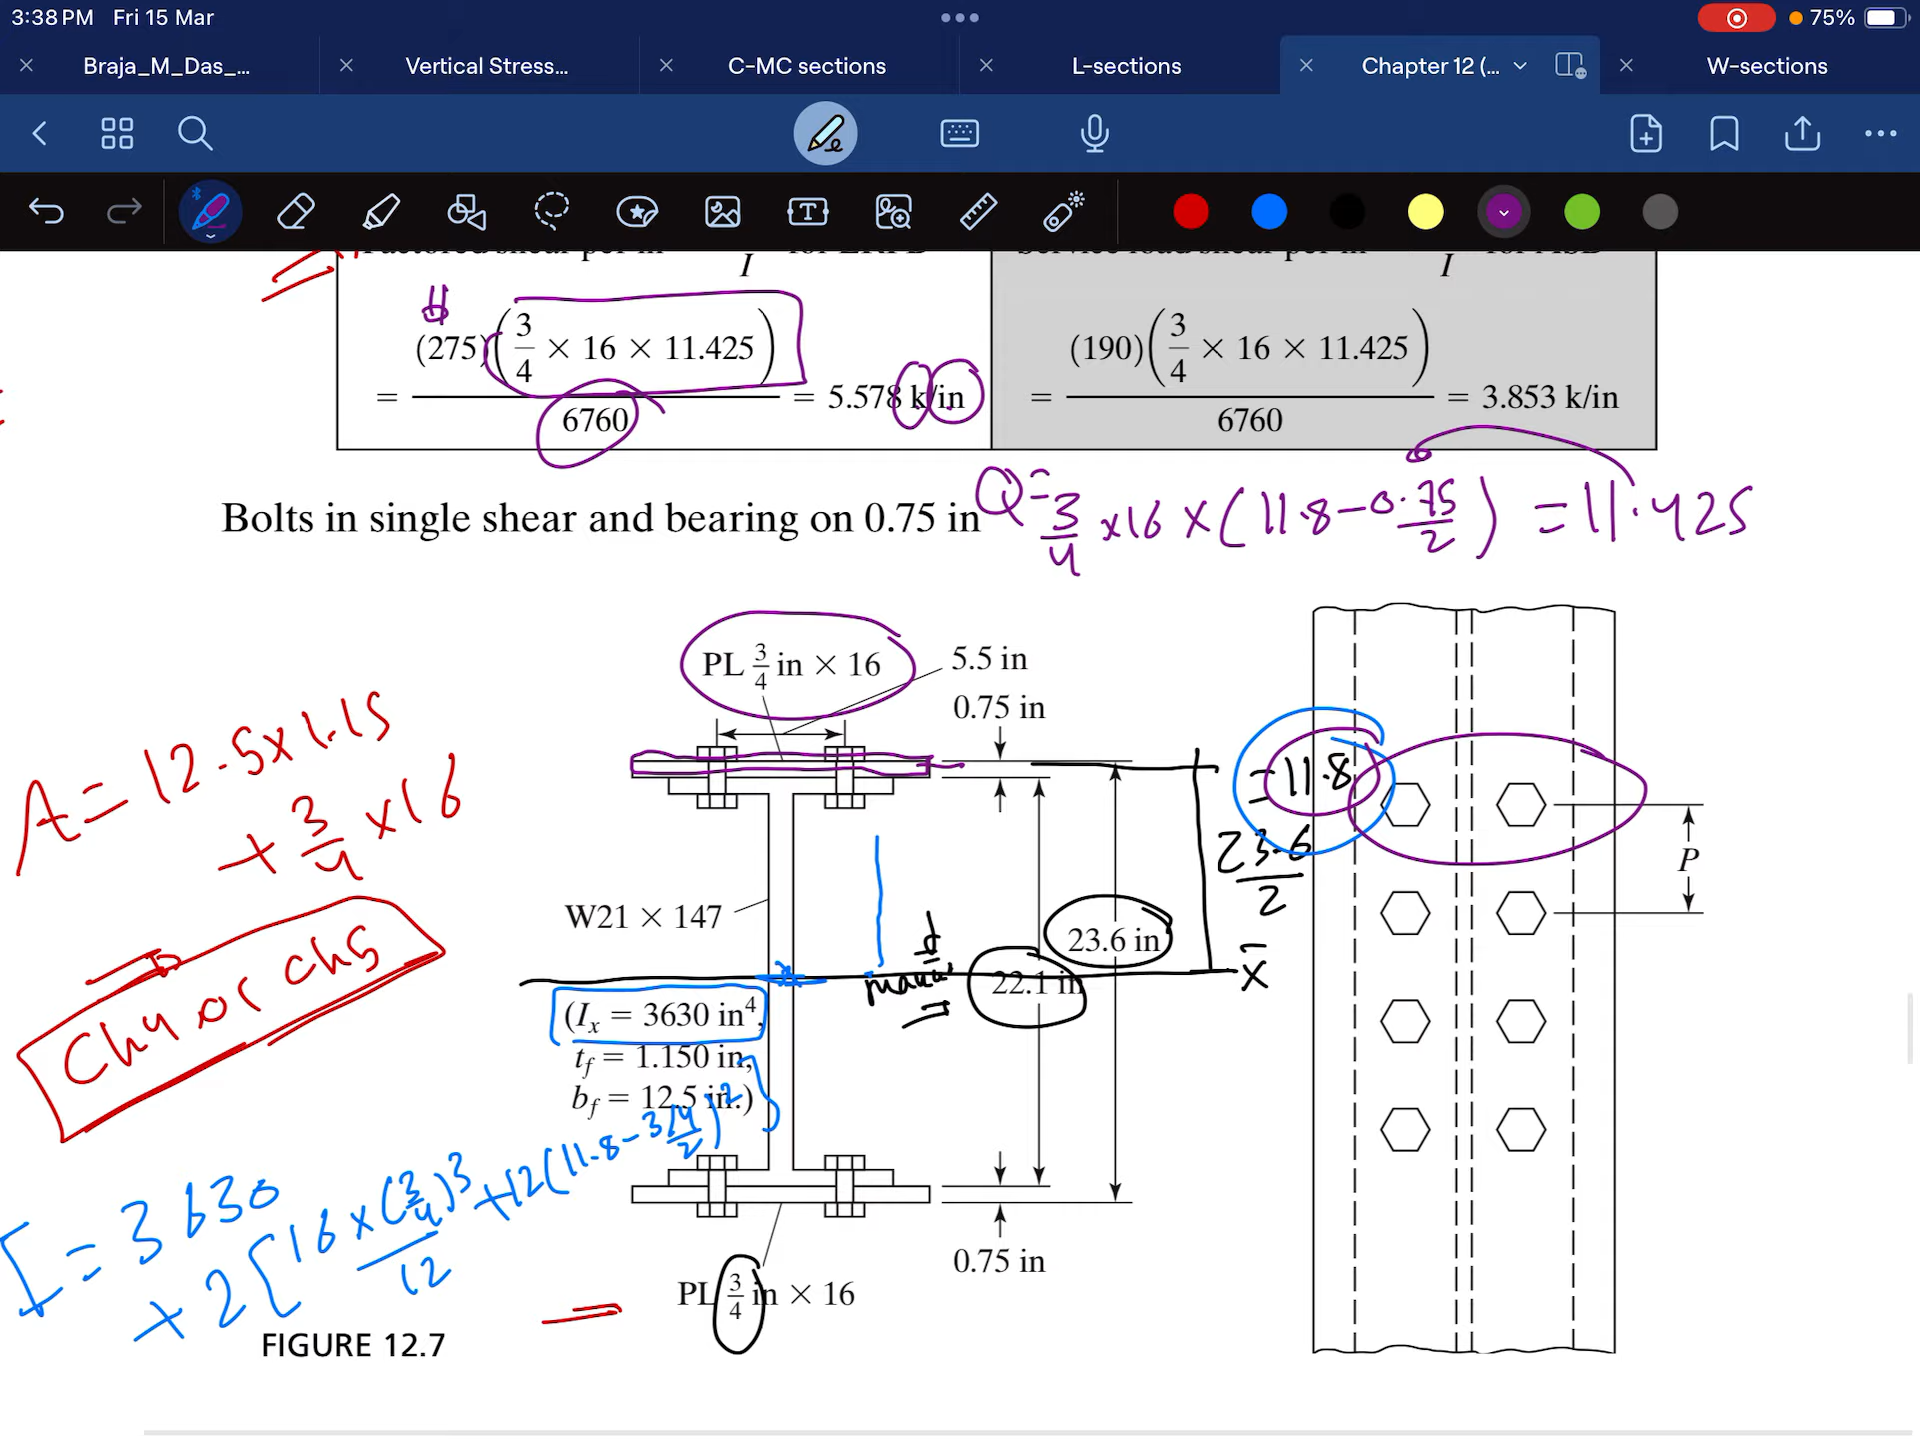 3:38 PM Fri 15 Mar
75%
Braja_M_Das_...
Vertical Stress...
C-MC sections
L-sections
Chapter 12 (...
W-sections
I
I
(275)(3/4 × 16 × 11.425)
= 5.578 k/in
6760
(190)(3/4 × 16 × 11.425)
= 3.853 k/in
6760
Bolts in single shear and bearing on 0.75 in
Q = 3/4 × 16 × (11.8 - 0.75/2) = 11.425
PL 3/4 in × 16
5.5 in
0.75 in
= 11.8
23.6/2
P
A = 12.5 × 1.15
+ 3/4 × 16
W21 × 147
23.6 in
22.1 in
x̄
Ch4 or ch5
(Ix = 3630 in⁴,
tf = 1.150 in,
bf = 12.5 in.)
I = 3630
+ 2[16 × (3/4)³/12 + 12(11.8 - 3/4/2)²
0.75 in
PL 3/4 in × 16
FIGURE 12.7